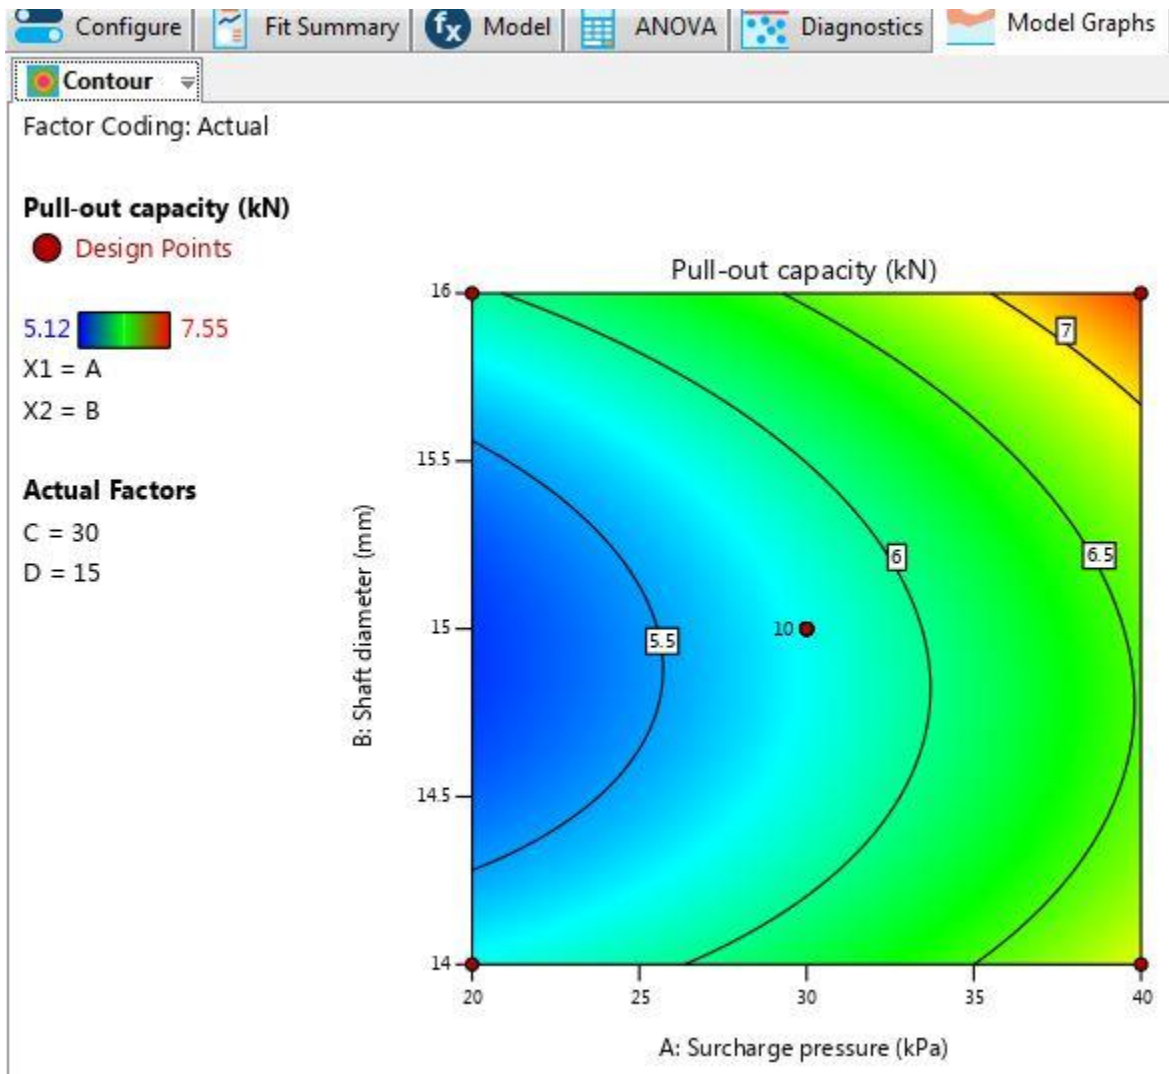 Configure Fit Summary fx Model ANOVA Diagnostics Model Graphs
Contour
Factor Coding: Actual
Pull-out capacity (kN)
Design Points
5.12 7.55
X1 = A
X2 = B
Actual Factors
C = 30
D = 15
Pull-out capacity (kN)
16
15.5
15
14.5
14
B: Shaft diameter (mm)
7
6
6.5
5.5
10
20 25 30 35 40
A: Surcharge pressure (kPa)